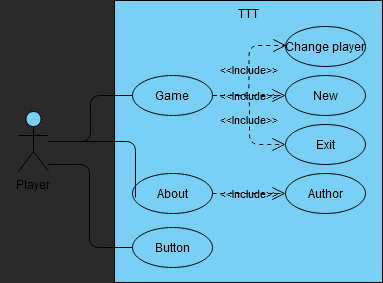 TTT
Change player
<<Include>>
Game
<<Include>>
New
<<Include>>
Exit
Player
About
<<Include>>
Author
Button